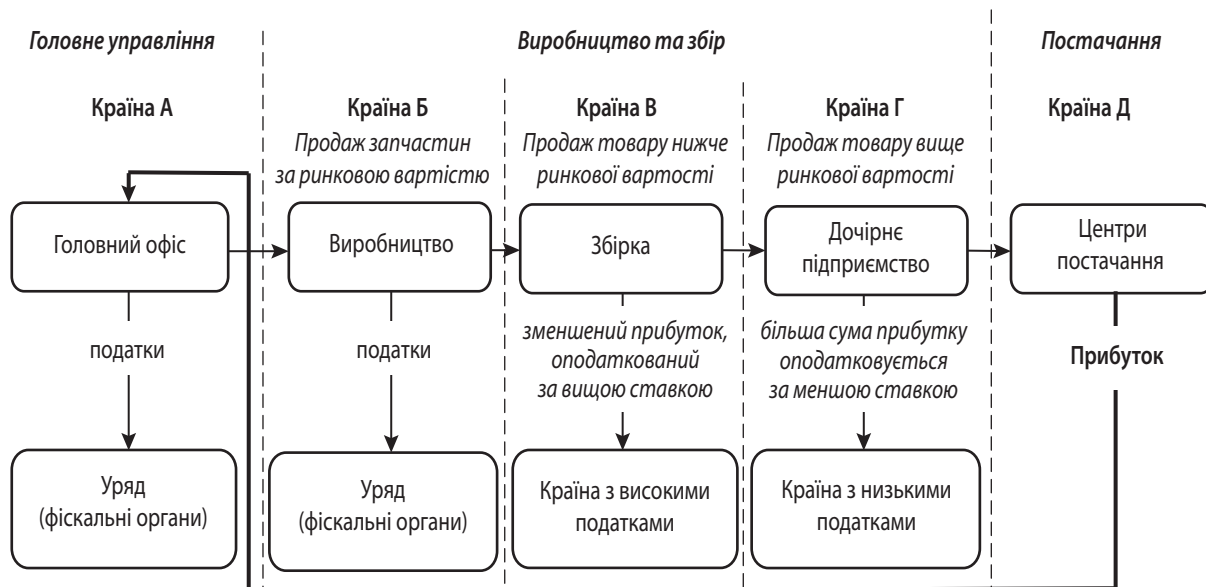 Головне управління
Виробництво та збір
Постачання
Країна А
Країна Б
Країна В
Країна Г
Країна Д
Продаж запчастин
за ринковою вартістю
Продаж товару нижче
ринкової вартості
Продаж товару вище
ринкової вартості
Головний офіс
Виробництво
Збірка
Дочірнє
підприємство
Центри
постачання
податки
податки
зменшений прибуток,
оподаткований
за вищою ставкою
більша сума прибутку
оподатковується
за меншою ставкою
Прибуток
Уряд
(фіскальні органи)
Уряд
(фіскальні органи)
Країна з високими
податками
Країна з низькими
податками